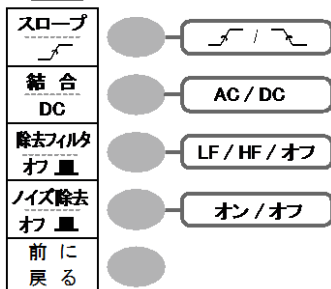 スロープ
/
結 合
DC
AC / DC
除去フィルタ
オフ
LF / HF / オフ
ノイズ除去
オフ
オン / オフ
前 に
戻 る